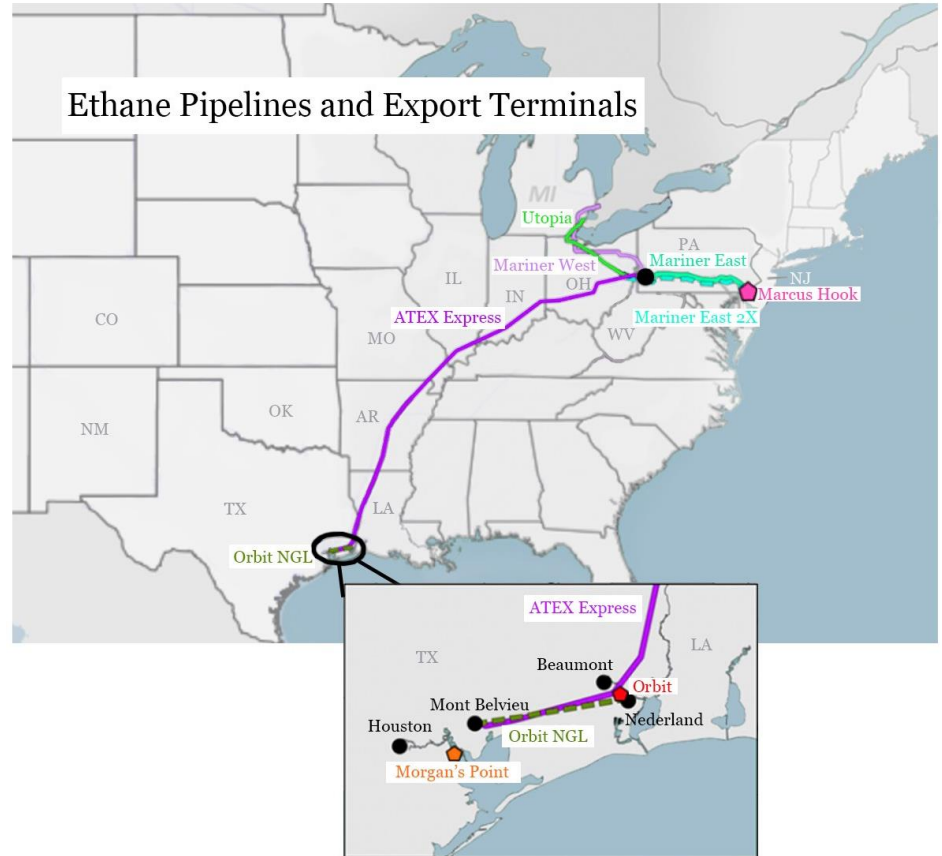 Ethane Pipelines and Export Terminals
MI
Utopia
PA
Mariner West
Mariner East
NJ
OH
Marcus Hook
IL
IN
ATEX Express
Mariner East 2X
CO
MO
WV
OK
AR
NM
TX
LA
Orbit NGL
ATEX Express
TX
LA
Beaumont
Orbit
Mont Belvieu
Nederland
Houston
Orbit NGL
Morgan's Point